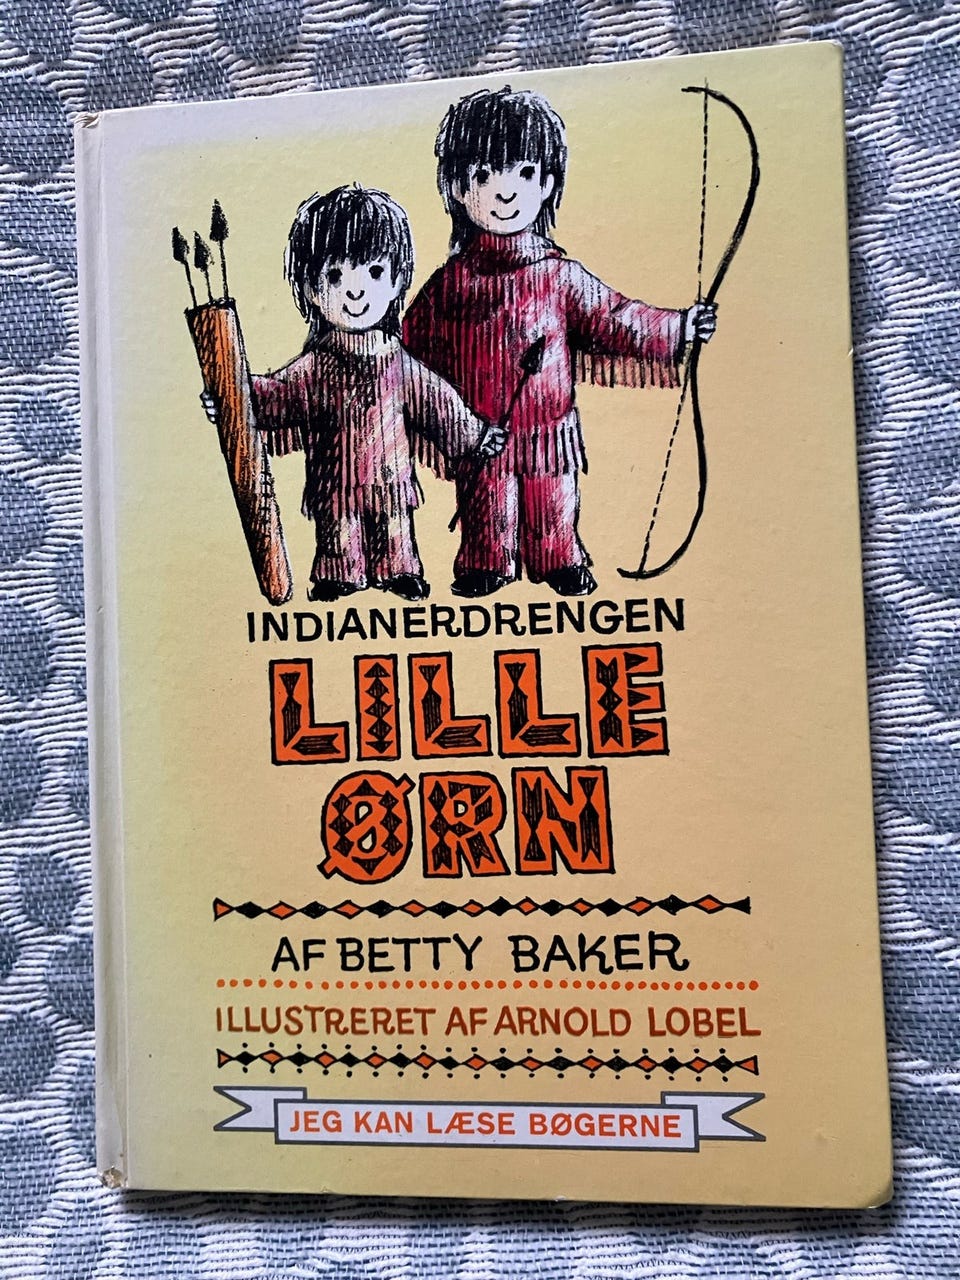 INDIANERDRENGEN
LILLE
ØRN
AF BETTY BAKER
ILLUSTRERET AF ARNOLD LOBEL
JEG KAN LÆSE BØGERNE